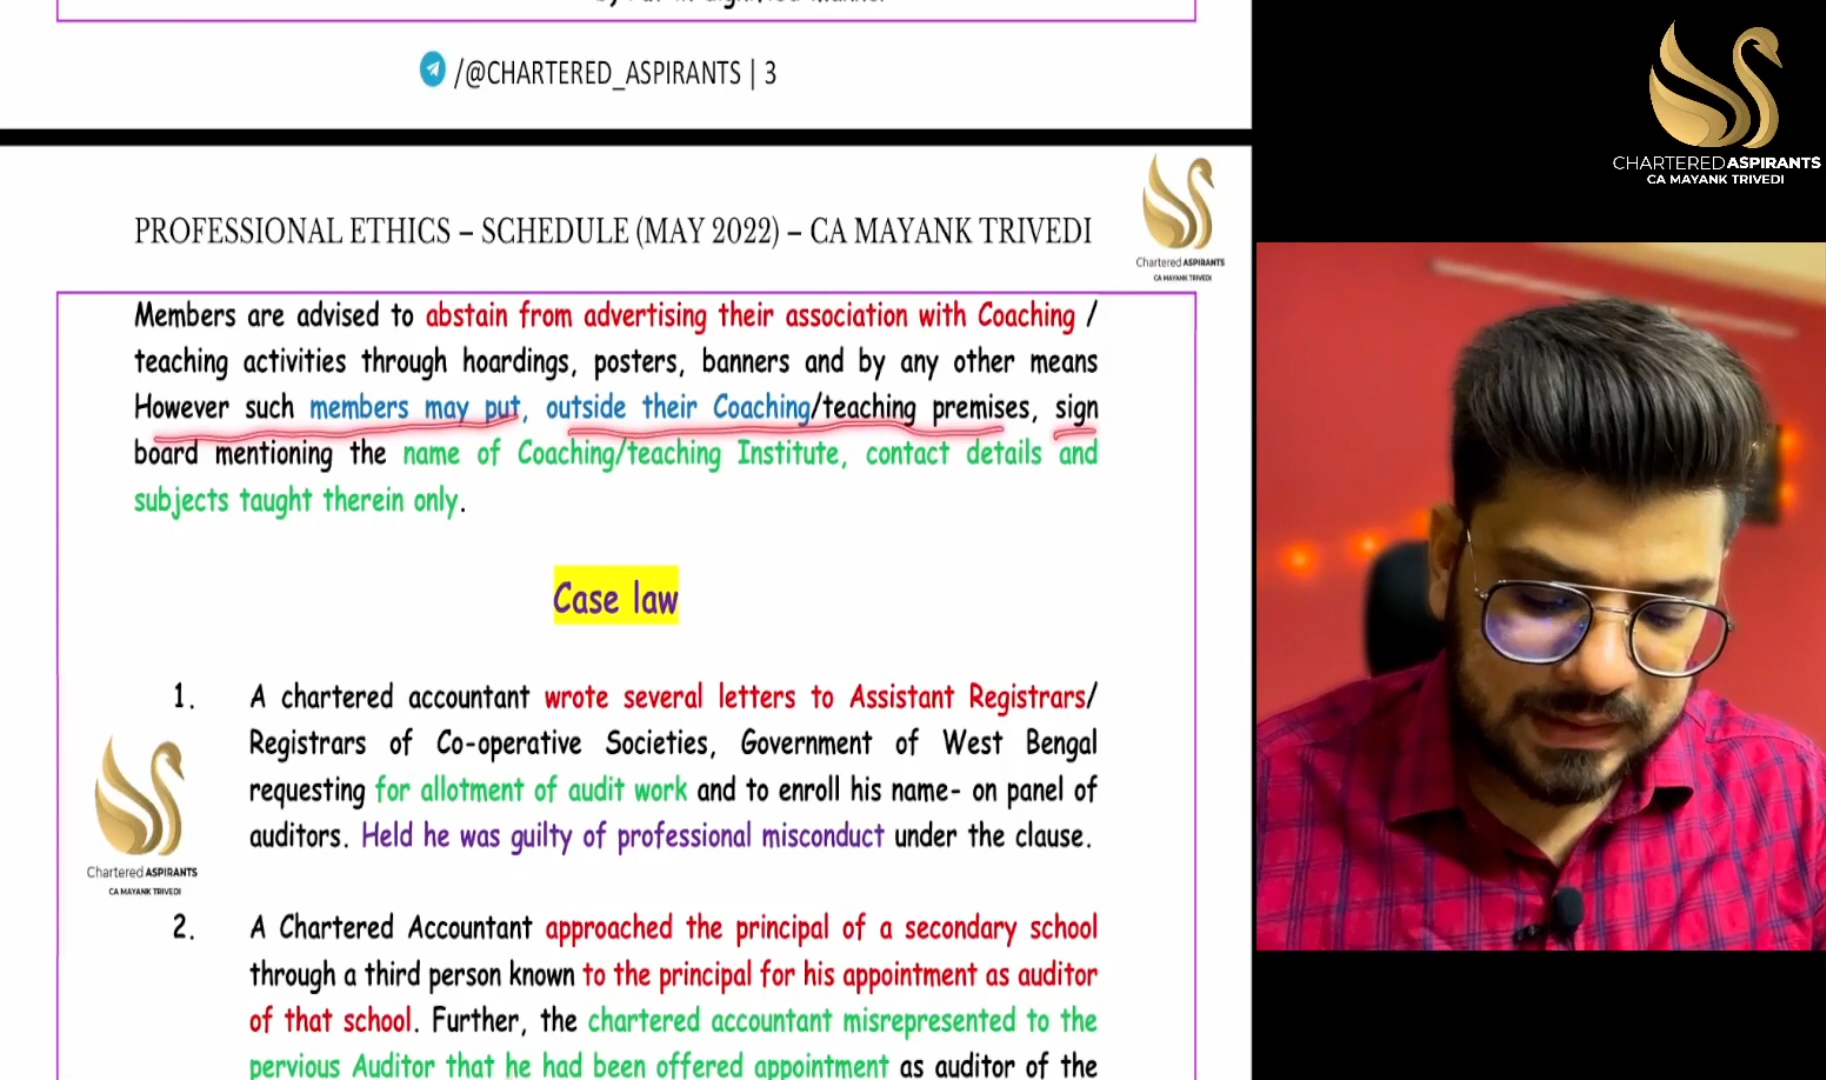 /@CHARTERED_ASPIRANTS | 3
CHARTERED ASPIRANTS
CA MAYANK TRIVEDI
PROFESSIONAL ETHICS – SCHEDULE (MAY 2022) – CA MAYANK TRIVEDI
Chartered ASPIRANTS
CA MAYANK TRIVEDI
Members are advised to abstain from advertising their association with Coaching /
teaching activities through hoardings, posters, banners and by any other means
However such members may put, outside their Coaching/teaching premises, sign
board mentioning the name of Coaching/teaching Institute, contact details and
subjects taught therein only.
Case law
1. A chartered accountant wrote several letters to Assistant Registrars/
Registrars of Co-operative Societies, Government of West Bengal
requesting for allotment of audit work and to enroll his name- on panel of
auditors. Held he was guilty of professional misconduct under the clause.
Chartered ASPIRANTS
CA MAYANK TRIVEDI
2. A Chartered Accountant approached the principal of a secondary school
through a third person known to the principal for his appointment as auditor
of that school. Further, the chartered accountant misrepresented to the
pervious Auditor that he had been offered appointment as auditor of the